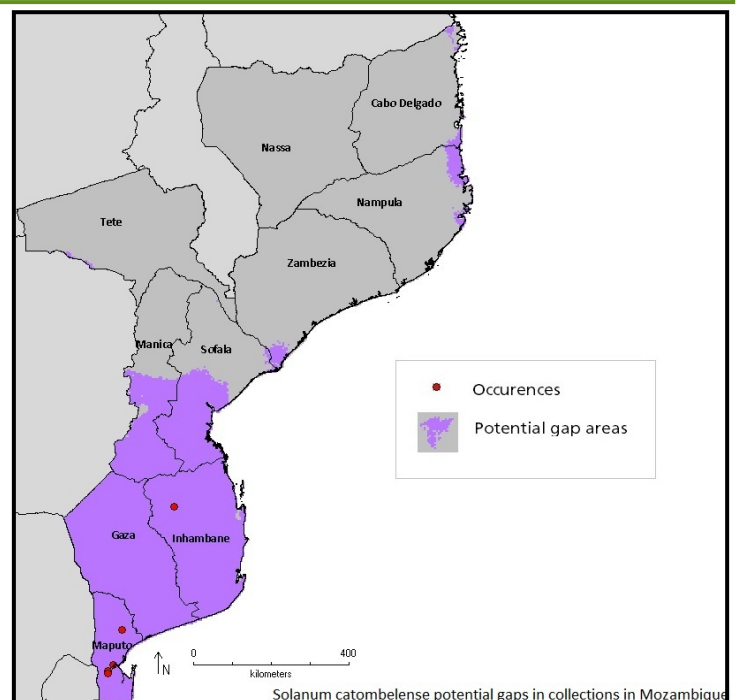 Cabo Delgado
Nassa
Nampula
Tete
Zambezia
Manica
Sofala
Occurences
Potential gap areas
Gaza
Inhambane
Maputo
N
0 400
kilometers
Solanum catombelense potential gaps in collections in Mozambique